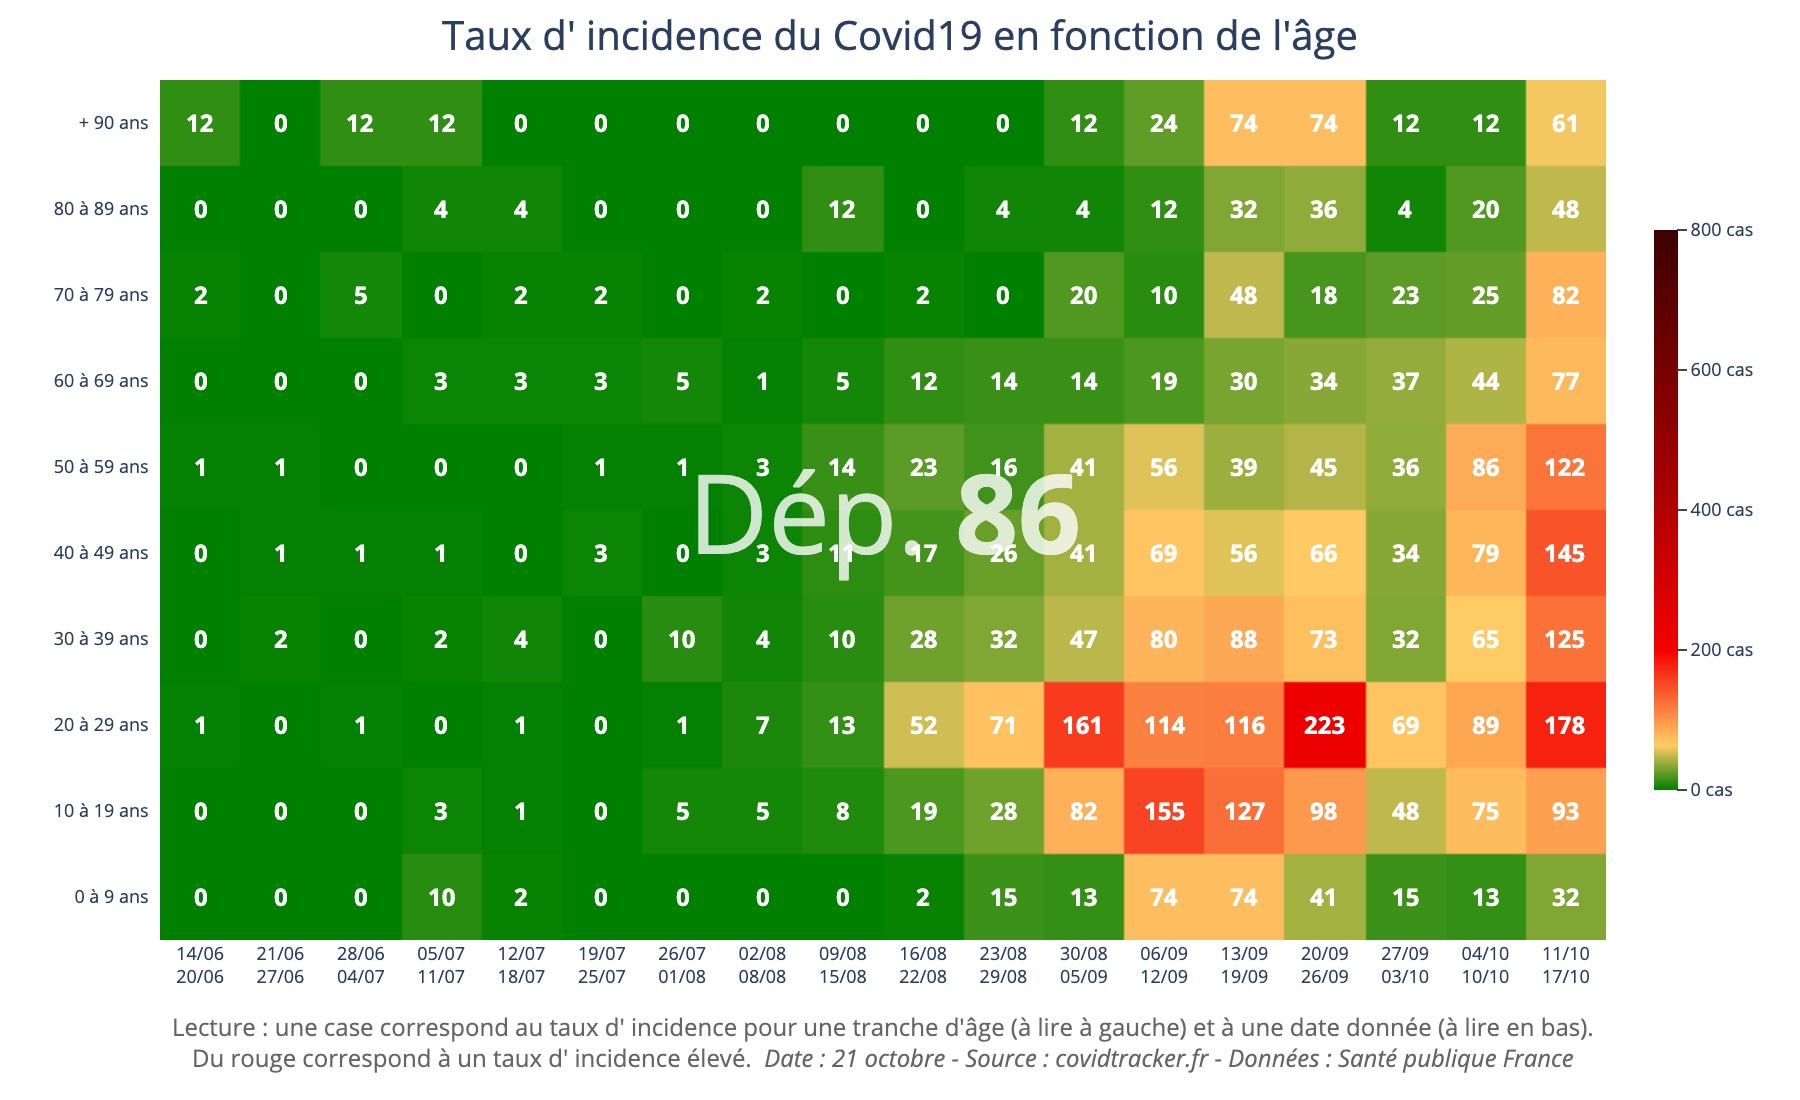 Taux d' incidence du Covid19 en fonction de l'âge
+ 90 ans 12 0 12 12 0 0 0 0 0 0 0 12 24 74 74 12 12 61
80 à 89 ans 0 0 0 4 4 0 0 0 12 0 4 4 12 32 36 4 20 48
70 à 79 ans 2 0 5 0 2 2 0 2 0 2 0 20 10 48 18 23 25 82
60 à 69 ans 0 0 0 3 3 3 5 1 5 12 14 14 19 30 34 37 44 77
50 à 59 ans 1 1 0 0 0 1 1 3 14 23 16 41 56 39 45 36 86 122
Dép. 86
40 à 49 ans 0 1 1 1 0 3 0 3 11 17 26 41 69 56 66 34 79 145
30 à 39 ans 0 2 0 2 4 0 10 4 10 28 32 47 80 88 73 32 65 125
20 à 29 ans 1 0 1 0 1 0 1 7 13 52 71 161 114 116 223 69 89 178
10 à 19 ans 0 0 0 3 1 0 5 5 8 19 28 82 155 127 98 48 75 93
0 à 9 ans 0 0 0 10 2 0 0 0 0 2 15 13 74 74 41 15 13 32
14/06 21/06 28/06 05/07 12/07 19/07 26/07 02/08 09/08 16/08 23/08 30/08 06/09 13/09 20/09 27/09 04/10 11/10
20/06 27/06 04/07 11/07 18/07 25/07 01/08 08/08 15/08 22/08 29/08 05/09 12/09 19/09 26/09 03/10 10/10 17/10
800 cas
600 cas
400 cas
200 cas
0 cas
Lecture : une case correspond au taux d' incidence pour une tranche d'âge (à lire à gauche) et à une date donnée (à lire en bas).
Du rouge correspond à un taux d' incidence élevé. Date : 21 octobre - Source : covidtracker.fr - Données : Santé publique France